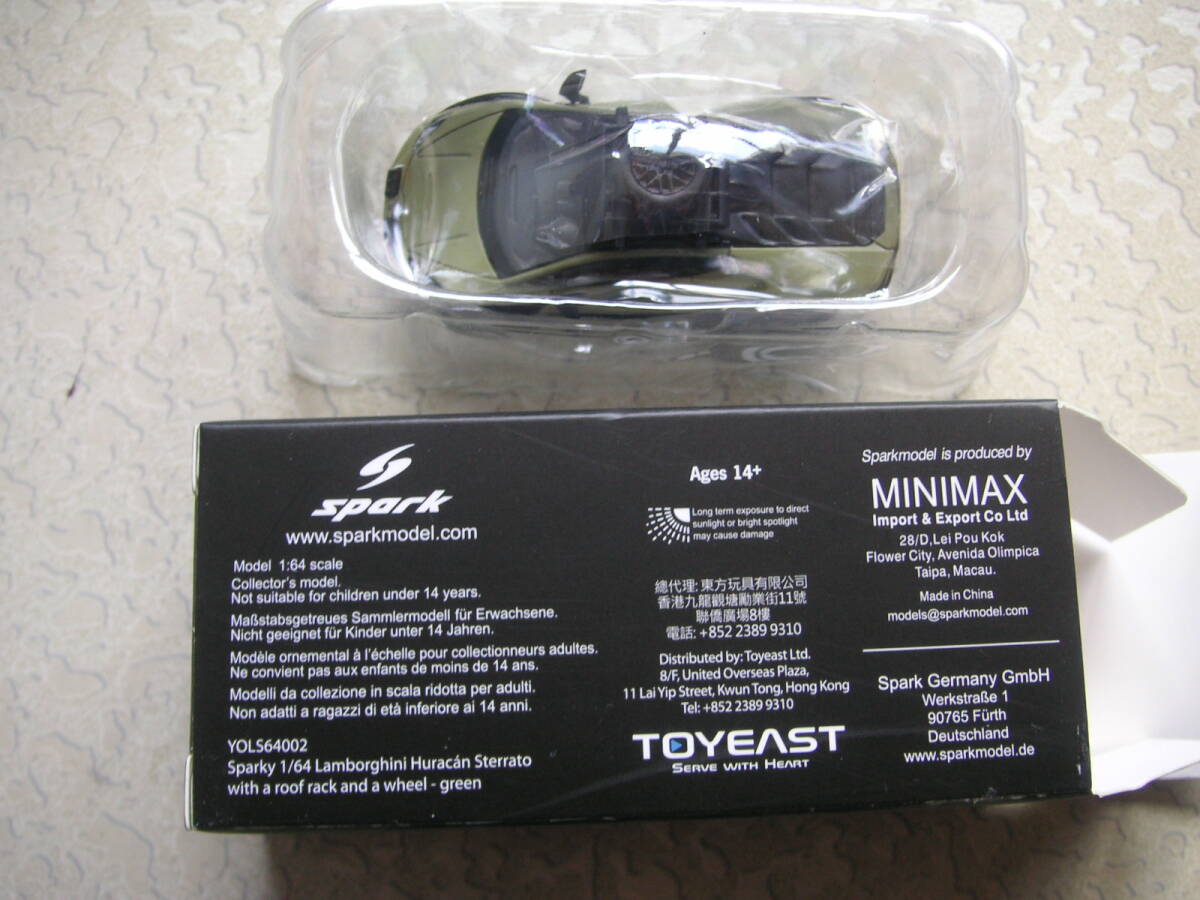 spark
www.sparkmodel.com
Model 1:64 scale
Collector's model.
Not suitable for children under 14 years.
Maßstabsgetreues Sammlermodell für Erwachsene.
Nicht geeignet für Kinder unter 14 Jahren.
Modèle ornemental à l'échelle pour collectionneurs adultes.
Ne convient pas aux enfants de moins de 14 ans.
Modelli da collezione in scala ridotta per adulti.
Non adatti a ragazzi di età inferiore ai 14 anni.
YOLS64002
Sparky 1/64 Lamborghini Huracán Sterrato
with a roof rack and a wheel - green
Ages 14+
Long term exposure to direct
sunlight or bright spotlight
may cause damage
總代理: 東方玩具有限公司
香港九龍觀塘勵業街11號
聯僑廣場8樓
電話: +852 2389 9310
Distributed by: Toyeast Ltd.
8/F, United Overseas Plaza,
11 Lai Yip Street, Kwun Tong, Hong Kong
Tel: +852 2389 9310
TOYEAST
SERVE WITH HEART
Sparkmodel is produced by
MINIMAX
Import & Export Co Ltd
28/D,Lei Pou Kok
Flower City, Avenida Olimpica
Taipa, Macau.
Made in China
models@sparkmodel.com
Spark Germany GmbH
Werkstraße 1
90765 Fürth
Deutschland
www.sparkmodel.de